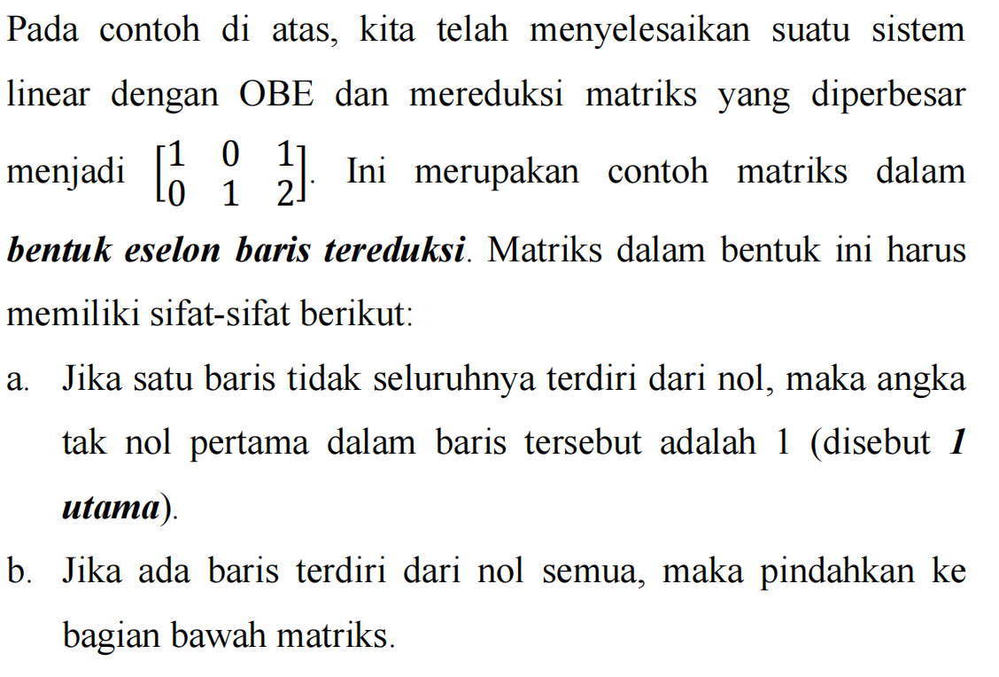 Pada contoh di atas, kita telah menyelesaikan suatu sistem
linear dengan OBE dan mereduksi matriks yang diperbesar
menjadi [1 0 1
0 1 2]. Ini merupakan contoh matriks dalam
bentuk eselon baris tereduksi. Matriks dalam bentuk ini harus
memiliki sifat-sifat berikut:
a. Jika satu baris tidak seluruhnya terdiri dari nol, maka angka
tak nol pertama dalam baris tersebut adalah 1 (disebut 1
utama).
b. Jika ada baris terdiri dari nol semua, maka pindahkan ke
bagian bawah matriks.